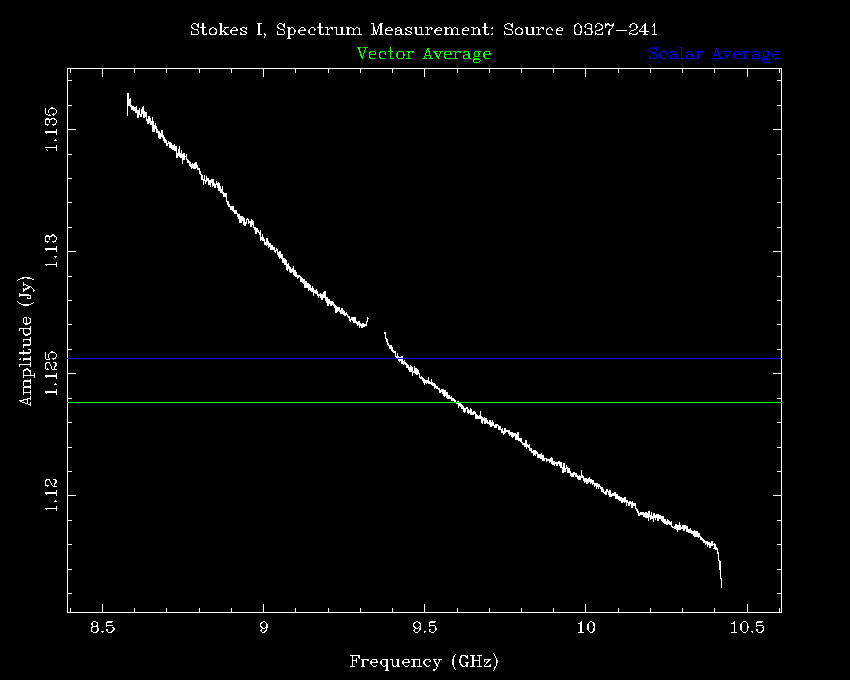 Stokes I, Spectrum Measurement: Source 0327-241
Vector Average Scalar Average
1.135
1.13
1.125
1.12
Amplitude (Jy)
8.5 9 9.5 10 10.5
Frequency (GHz)